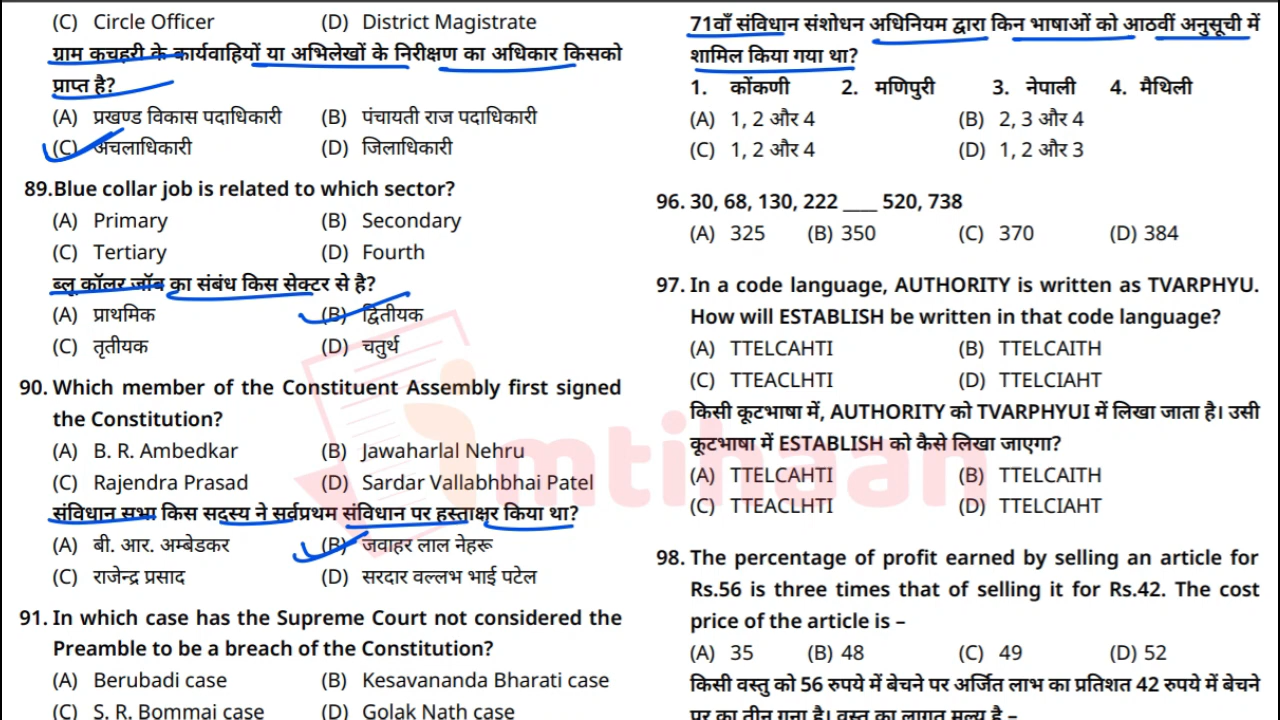 (C) Circle Officer (D) District Magistrate
ग्राम कचहरी के कार्यवाहियों या अभिलेखों के निरीक्षण का अधिकार किसको
प्राप्त है?
(A) प्रखण्ड विकास पदाधिकारी (B) पंचायती राज पदाधिकारी
(C) अंचलाधिकारी (D) जिलाधिकारी
89. Blue collar job is related to which sector?
(A) Primary (B) Secondary
(C) Tertiary (D) Fourth
ब्लू कॉलर जॉब का संबंध किस सेक्टर से है?
(A) प्राथमिक (B) द्वितीयक
(C) तृतीयक (D) चतुर्थ
90. Which member of the Constituent Assembly first signed
the Constitution?
(A) B. R. Ambedkar (B) Jawaharlal Nehru
(C) Rajendra Prasad (D) Sardar Vallabhbhai Patel
संविधान सभा किस सदस्य ने सर्वप्रथम संविधान पर हस्ताक्षर किया था?
(A) बी. आर. अम्बेडकर (B) जवाहर लाल नेहरू
(C) राजेन्द्र प्रसाद (D) सरदार वल्लभ भाई पटेल
91. In which case has the Supreme Court not considered the
Preamble to be a breach of the Constitution?
(A) Berubadi case (B) Kesavananda Bharati case
(C) S. R. Bommai case (D) Golak Nath case
71वाँ संविधान संशोधन अधिनियम द्वारा किन भाषाओं को आठवीं अनुसूची में
शामिल किया गया था?
1. कोंकणी 2. मणिपुरी 3. नेपाली 4. मैथिली
(A) 1, 2 और 4 (B) 2, 3 और 4
(C) 1, 2 और 4 (D) 1, 2 और 3
96. 30, 68, 130, 222 ____ 520, 738
(A) 325 (B) 350 (C) 370 (D) 384
97. In a code language, AUTHORITY is written as TVARPHYU.
How will ESTABLISH be written in that code language?
(A) TTELCAHTI (B) TTELCAITH
(C) TTEACLHTI (D) TTELCIAHT
किसी कूटभाषा में, AUTHORITY को TVARPHYUI में लिखा जाता है। उसी
कूटभाषा में ESTABLISH को कैसे लिखा जाएगा?
(A) TTELCAHTI (B) TTELCAITH
(C) TTEACLHTI (D) TTELCIAHT
98. The percentage of profit earned by selling an article for
Rs.56 is three times that of selling it for Rs.42. The cost
price of the article is –
(A) 35 (B) 48 (C) 49 (D) 52
किसी वस्तु को 56 रुपये में बेचने पर अर्जित लाभ का प्रतिशत 42 रुपये में बेचने
पर का तीन गुना है। वस्तु का लागत मूल्य है –
imtihaan